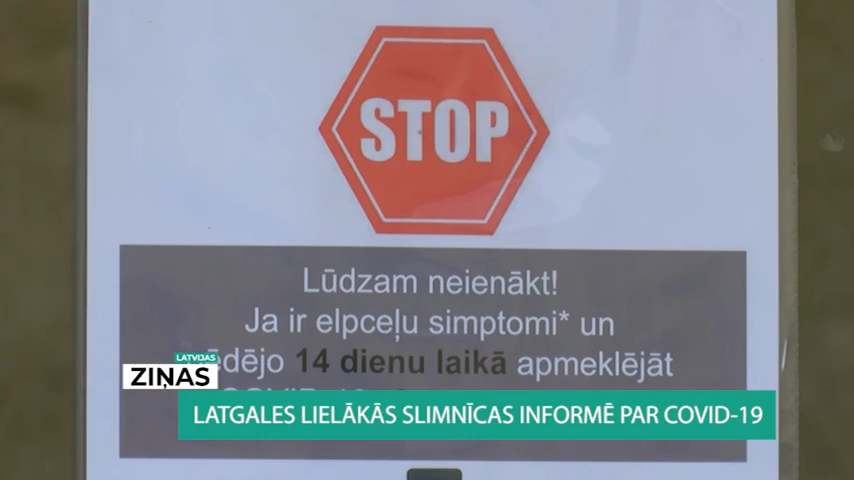 STOP
Lūdzam neienākt!
Ja ir elpceļu simptomi* un
14 dienu laikā apmeklējāt
LATVIJAS
ZIŅAS
LATGALES LIELĀKĀS SLIMNĪCAS INFORMĒ PAR COVID-19